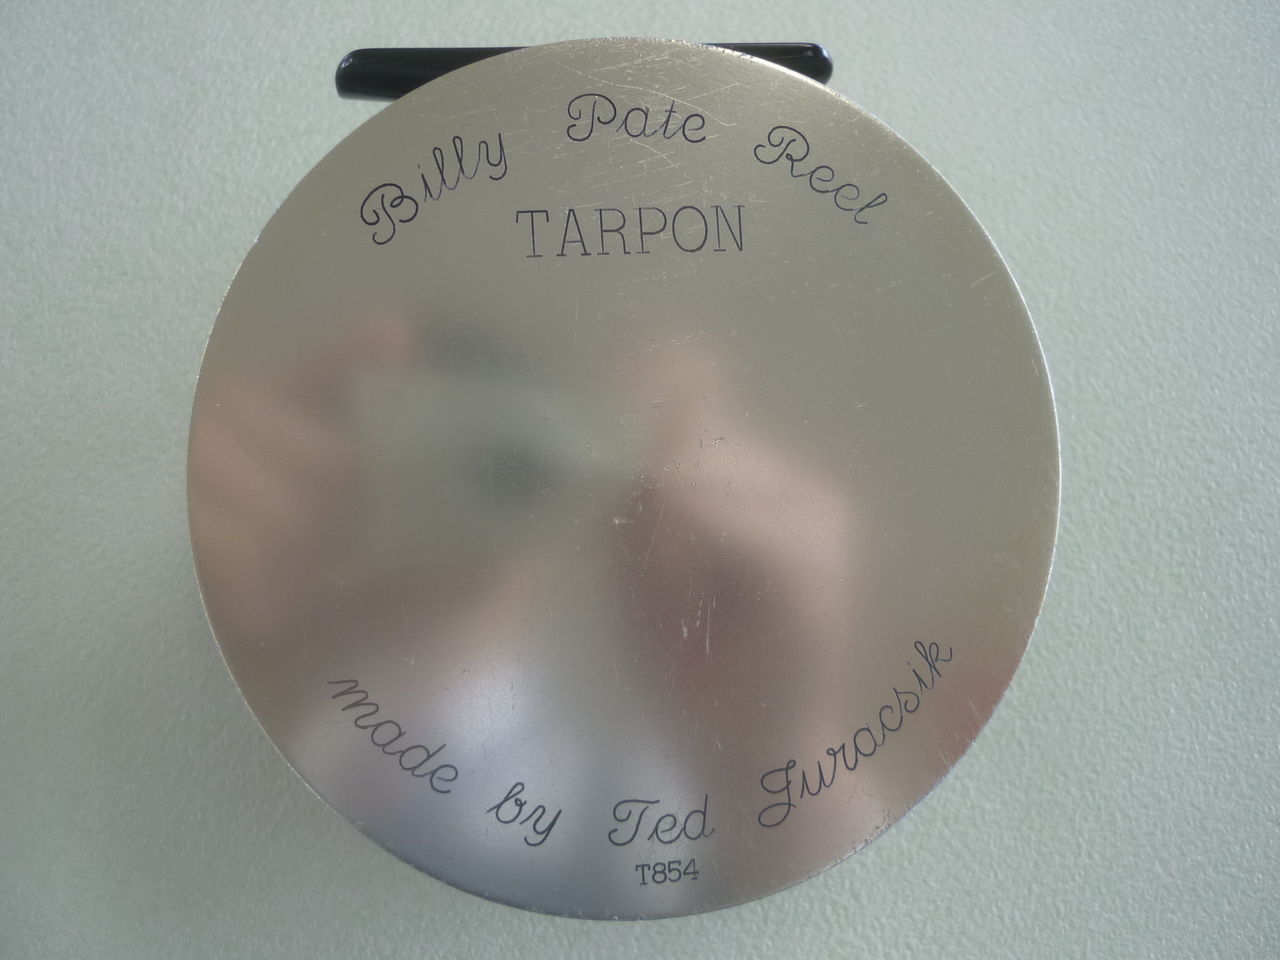 Billy Pate Reel
TARPON
made by Ted Juracsik
T854